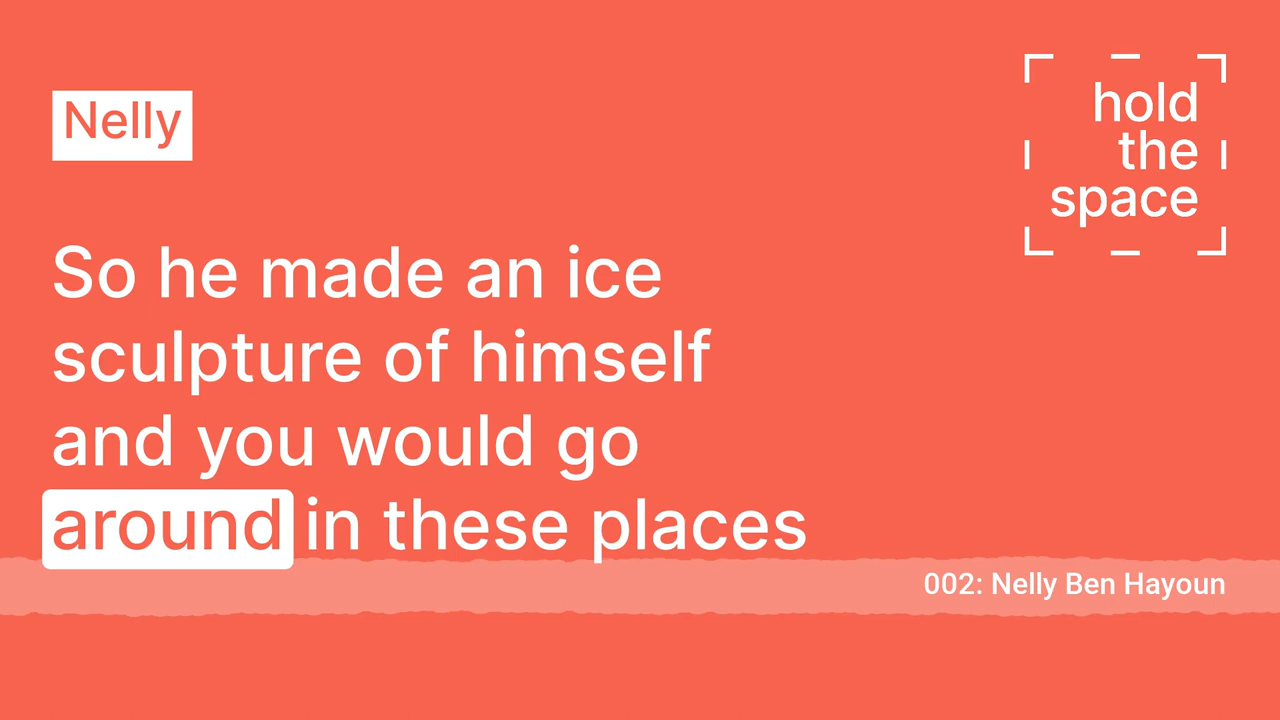 Nelly
hold
the
space
So he made an ice
sculpture of himself
and you would go
around in these places
002: Nelly Ben Hayoun